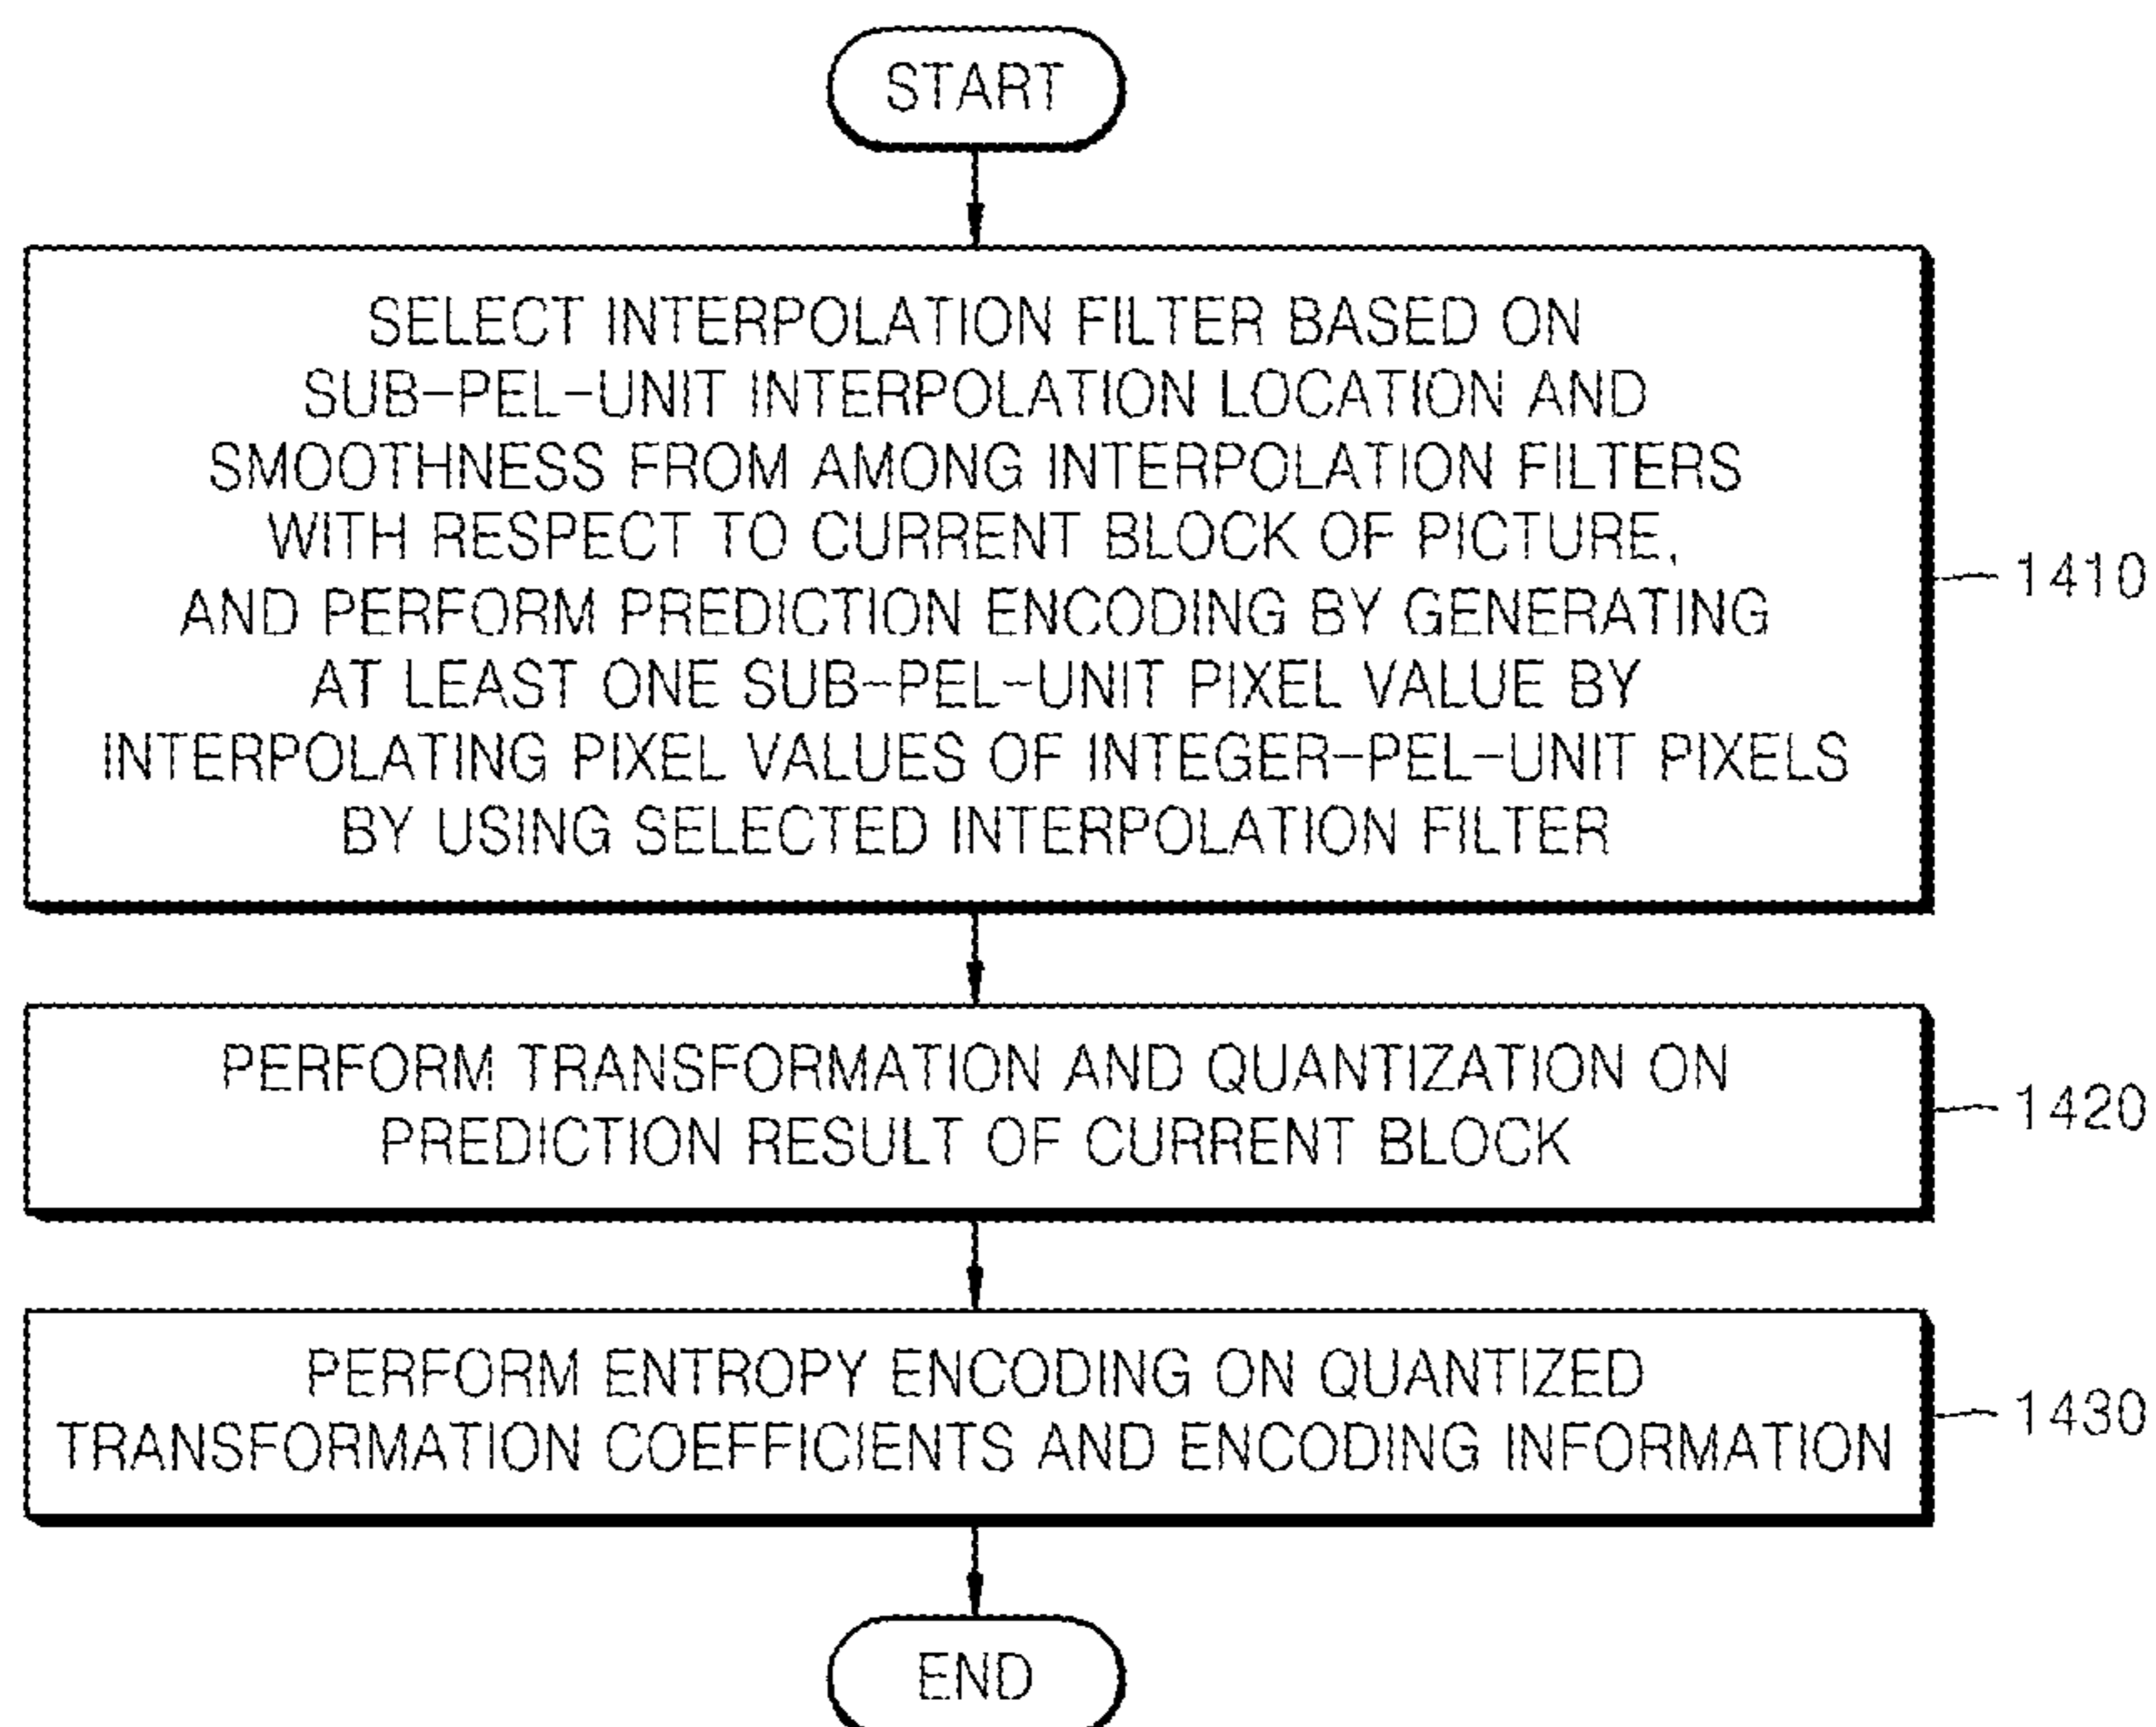 START
SELECT INTERPOLATION FILTER BASED ON
SUB-PEL-UNIT INTERPOLATION LOCATION AND
SMOOTHNESS FROM AMONG INTERPOLATION FILTERS
WITH RESPECT TO CURRENT BLOCK OF PICTURE,
AND PERFORM PREDICTION ENCODING BY GENERATING
AT LEAST ONE SUB-PEL-UNIT PIXEL VALUE BY
INTERPOLATING PIXEL VALUES OF INTEGER-PEL-UNIT PIXELS
BY USING SELECTED INTERPOLATION FILTER
1410
PERFORM TRANSFORMATION AND QUANTIZATION ON
PREDICTION RESULT OF CURRENT BLOCK
1420
PERFORM ENTROPY ENCODING ON QUANTIZED
TRANSFORMATION COEFFICIENTS AND ENCODING INFORMATION
1430
END